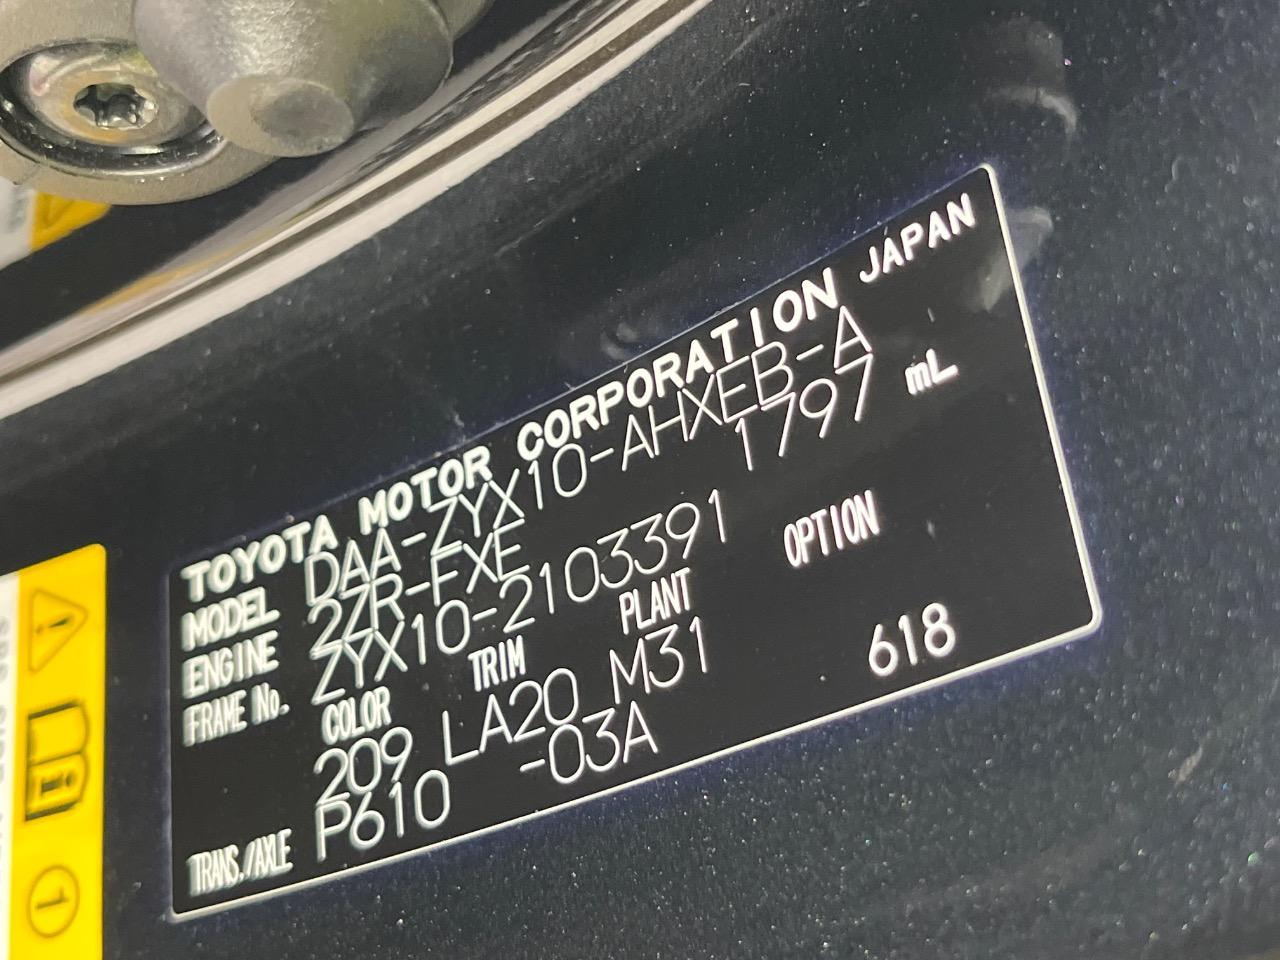 TOYOTA MOTOR CORPORATION JAPAN
MODEL DAA-ZYX10-AHXEB-A
ENGINE 2ZR-FXE 1797 mL
FRAME No. ZYX10-2103391
COLOR TRIM PLANT OPTION
209 LA20 M31 618
TRANS./AXLE P610 -03A
1